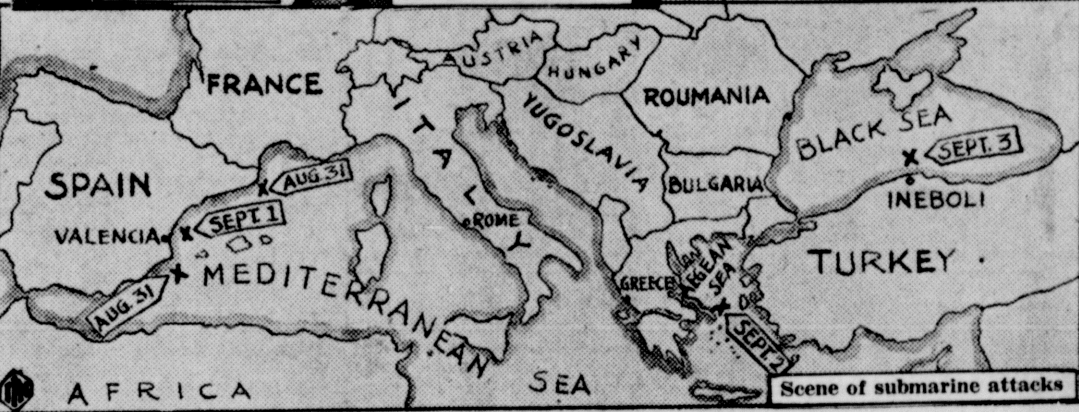 FRANCE
AUSTRIA
HUNGARY
ROUMANIA
ITALY
YUGOSLAVIA
BLACK SEA
SEPT. 3
SPAIN
AUG. 31
BULGARIA
INEBOLI
SEPT. 1
ROME
VALENCIA
MEDITERRANEAN
SEA
AEGEAN
SEA
TURKEY
GREECE
AUG. 31
SEPT. 2
AFRICA
Scene of submarine attacks